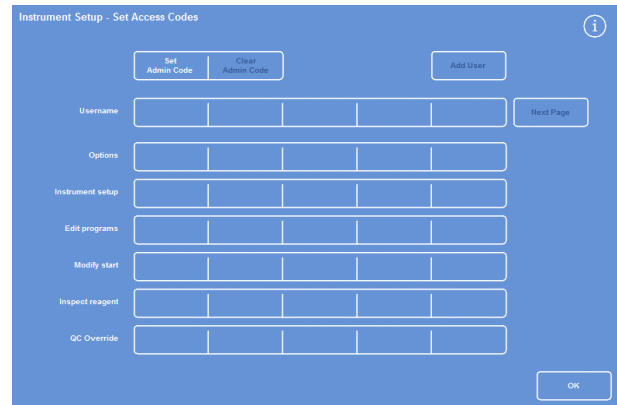 Instrument Setup - Set Access Codes
i
Set
Admin Code
Clear
Admin Code
Add User
Username
Next Page
Options
Instrument setup
Edit programs
Modify start
Inspect reagent
QC Override
OK